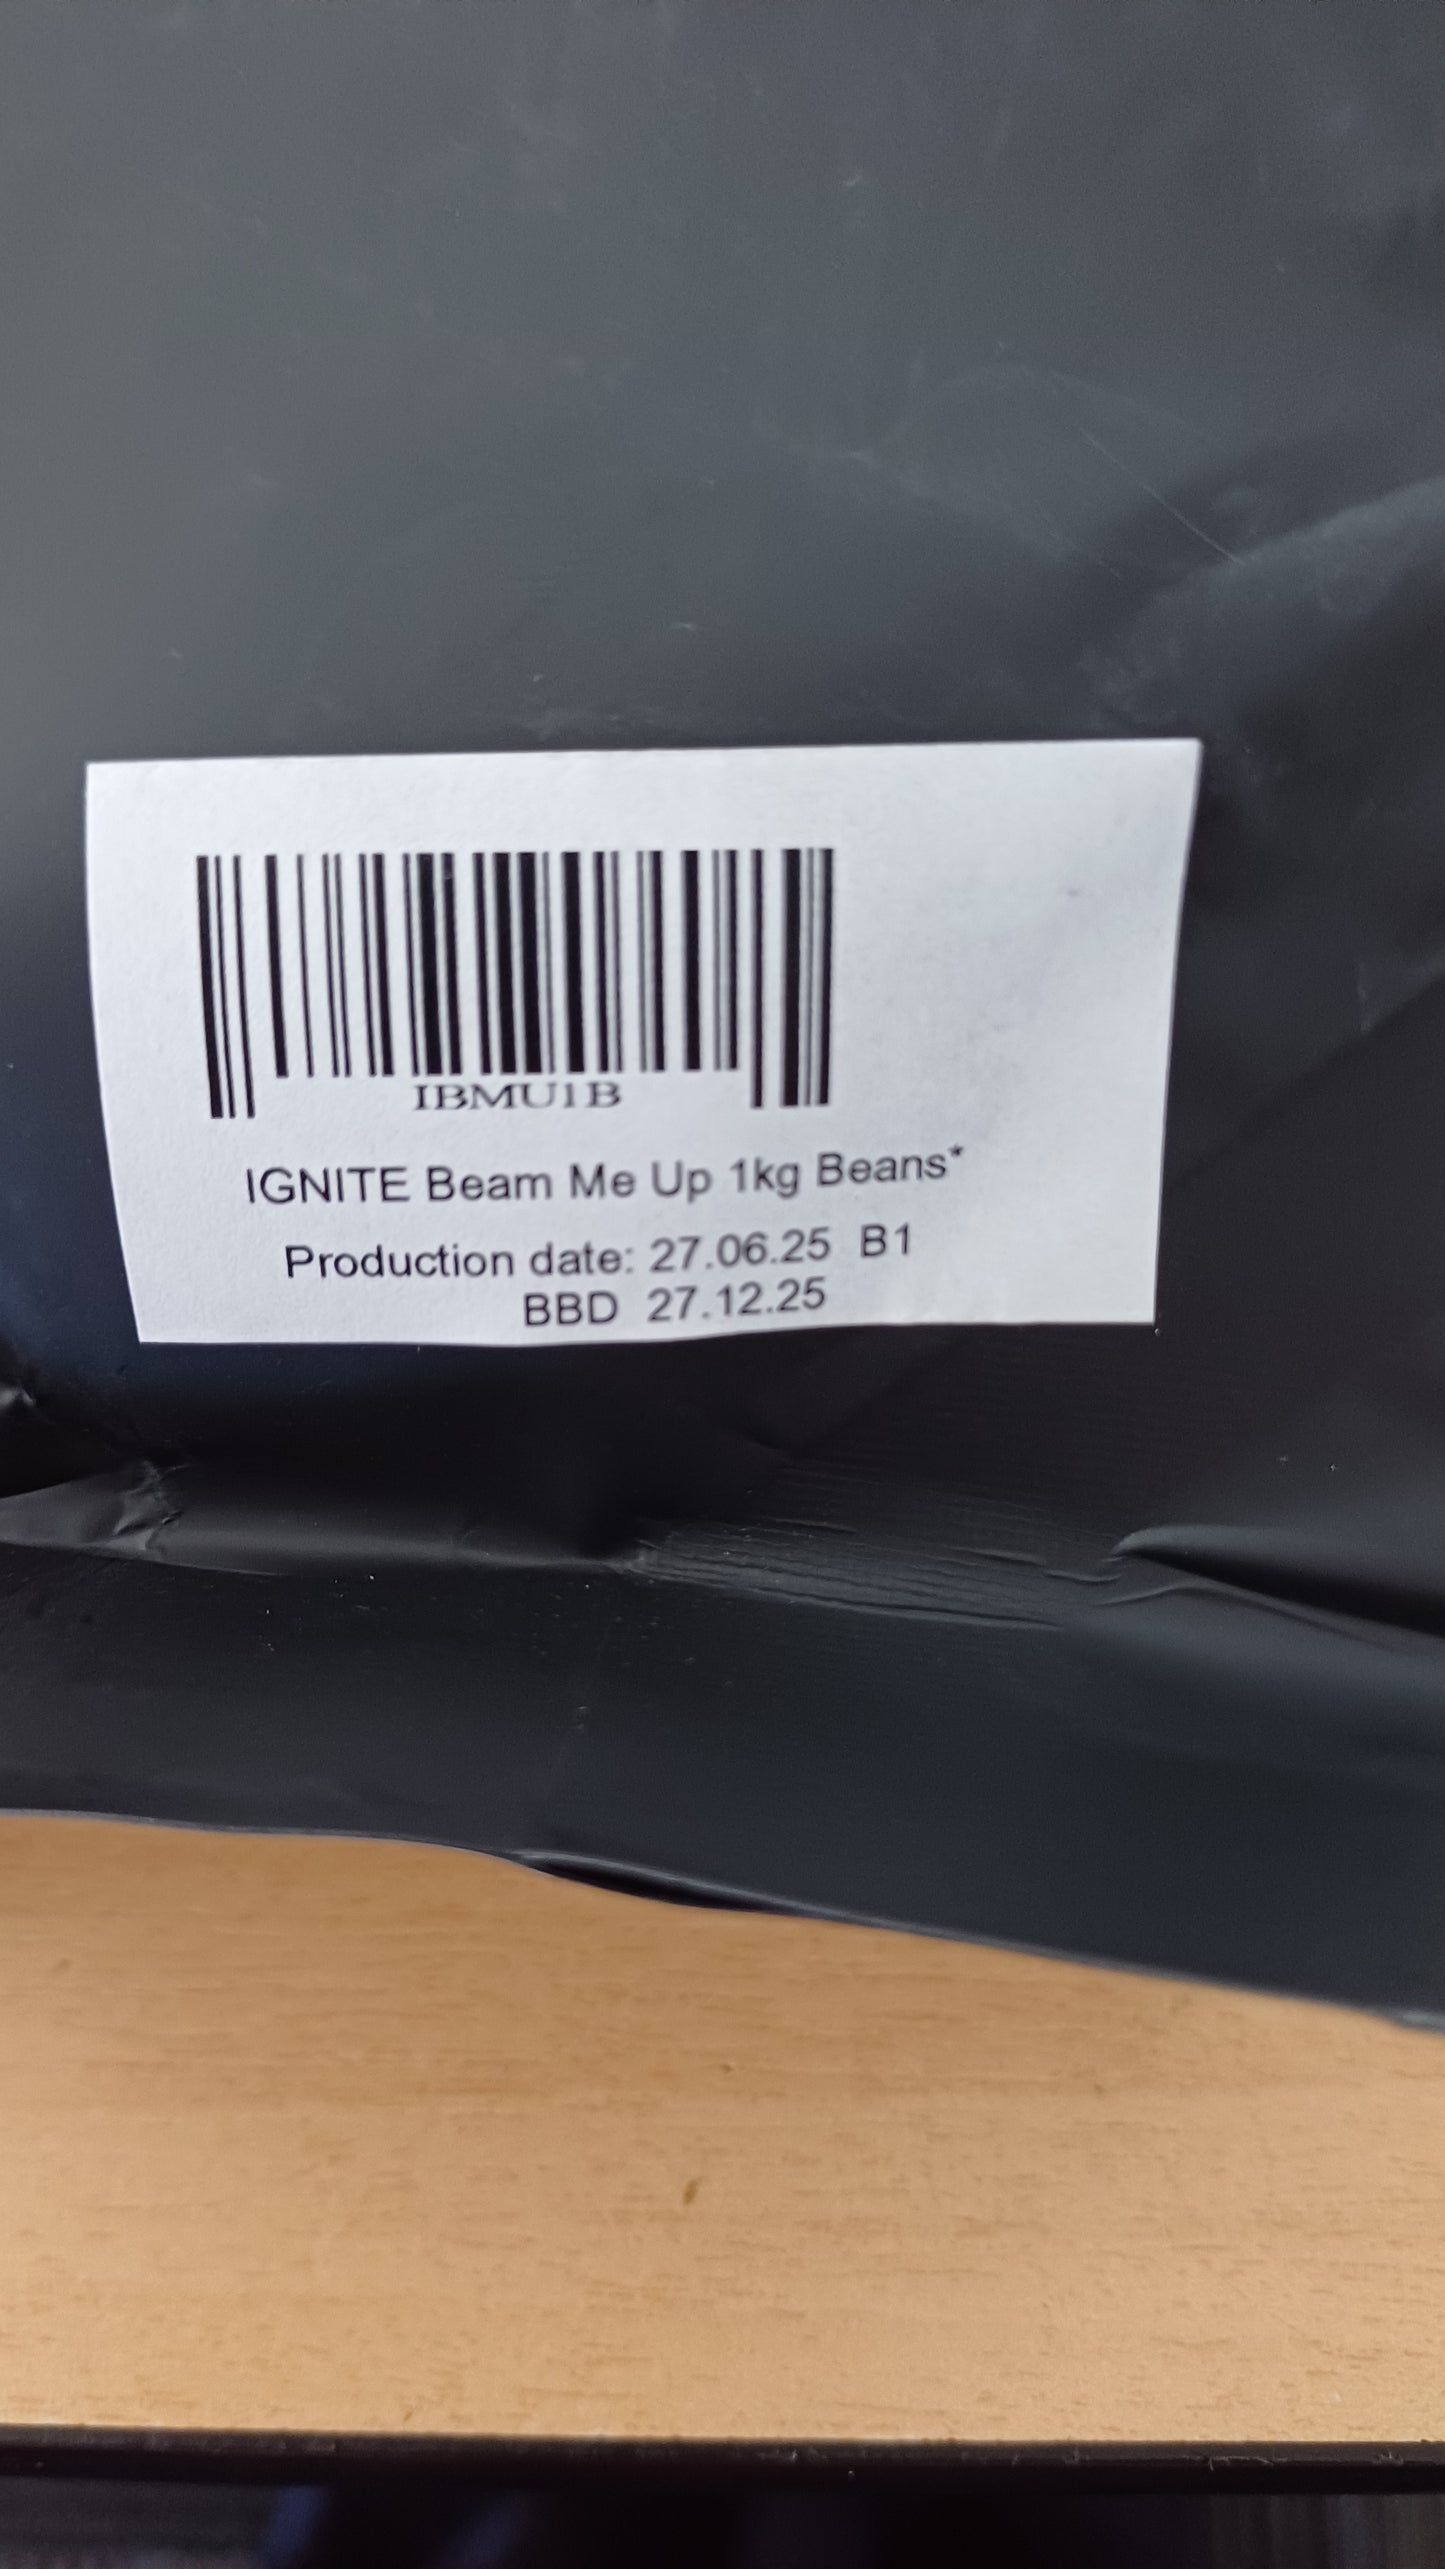 IBMU1B
IGNITE Beam Me Up 1kg Beans*
Production date: 27.06.25 B1
BBD 27.12.25